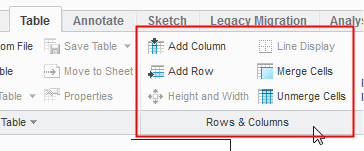 Table Annotate Sketch Legacy Migration Analysis
om File Save Table Add Column Line Display
ble Move to Sheet Add Row Merge Cells
Table Properties Height and Width Unmerge Cells
Table Rows & Columns